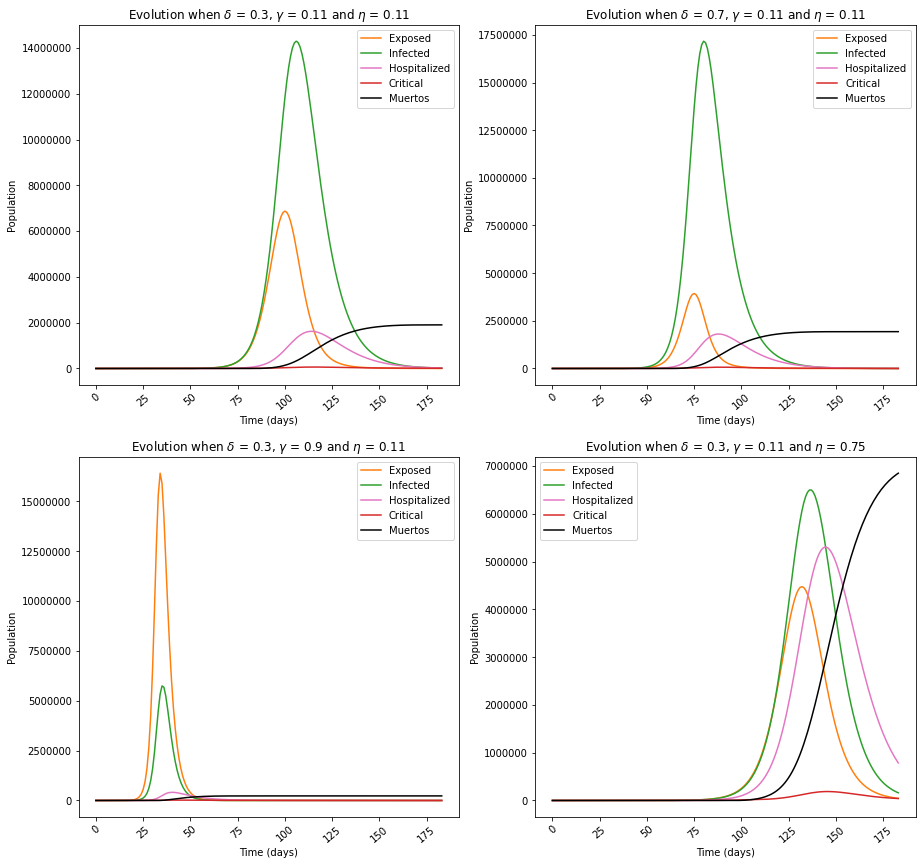 Evolution when δ = 0.3, γ = 0.11 and η = 0.11
14000000
12000000
10000000
8000000
6000000
4000000
2000000
0
Population
Exposed
Infected
Hospitalized
Critical
Muertos
0 25 50 75 100 125 150 175
Time (days)
Evolution when δ = 0.7, γ = 0.11 and η = 0.11
17500000
15000000
12500000
10000000
7500000
5000000
2500000
0
Population
Exposed
Infected
Hospitalized
Critical
Muertos
0 25 50 75 100 125 150 175
Time (days)
Evolution when δ = 0.3, γ = 0.9 and η = 0.11
15000000
12500000
10000000
7500000
5000000
2500000
0
Population
Exposed
Infected
Hospitalized
Critical
Muertos
0 25 50 75 100 125 150 175
Time (days)
Evolution when δ = 0.3, γ = 0.11 and η = 0.75
7000000
6000000
5000000
4000000
3000000
2000000
1000000
0
Population
Exposed
Infected
Hospitalized
Critical
Muertos
0 25 50 75 100 125 150 175
Time (days)